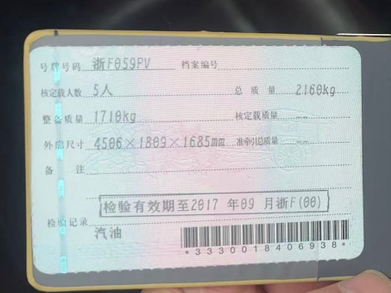 号牌号码 浙F059PV 档案编号
核定载人数 5人 总质量 2160kg
整备质量 1710kg 核定载质量
外廓尺寸 4506×1809×1685mm 准牵引总质量
备注
检验有效期至2017年09月浙F(00)
检验记录
汽油
*3330018406938*